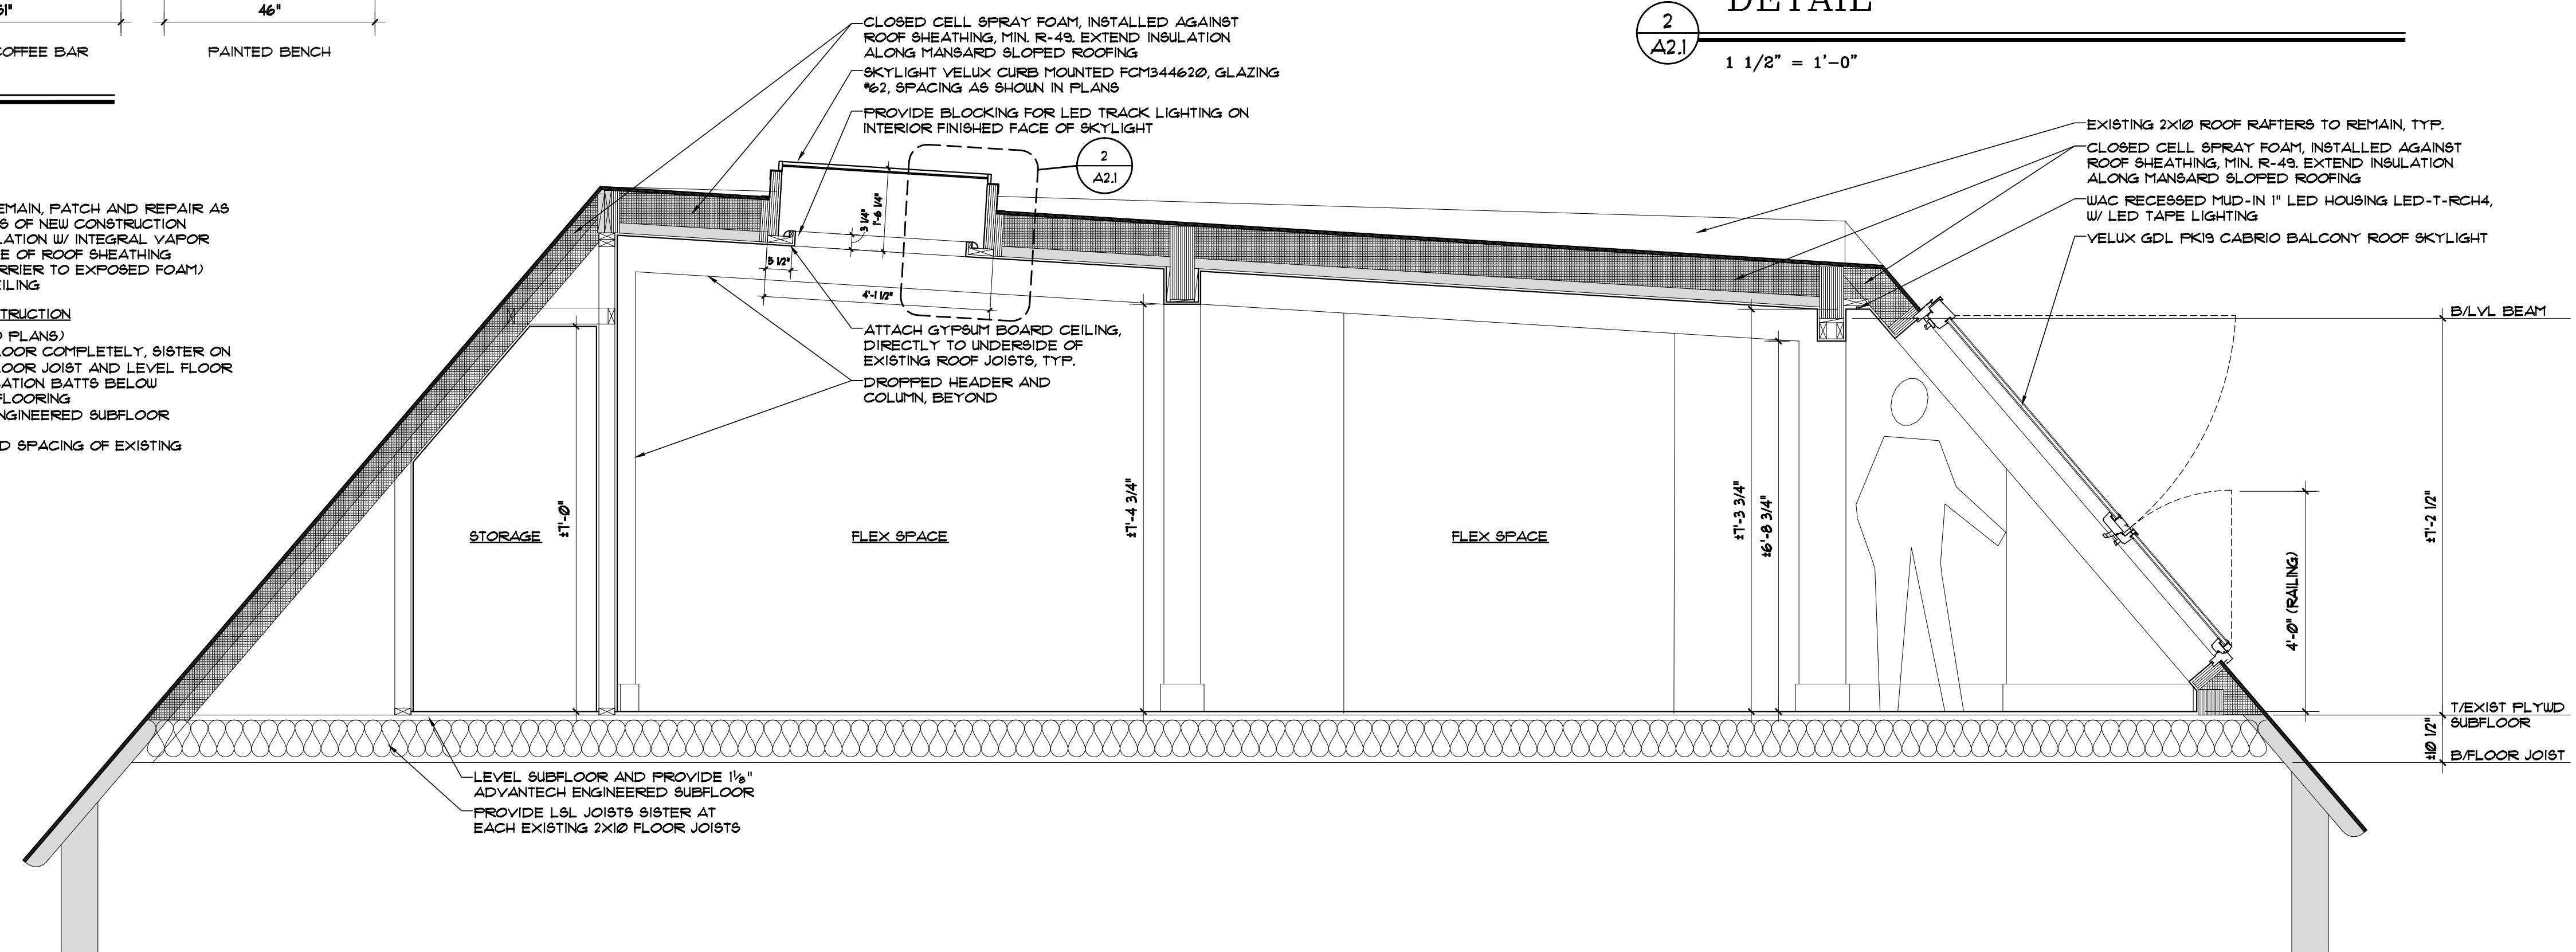 46"
OFFEE BAR
PAINTED BENCH
DETAIL
2
A2.1
1 1/2" = 1'-0"
CLOSED CELL SPRAY FOAM, INSTALLED AGAINST
ROOF SHEATHING, MIN. R-49. EXTEND INSULATION
ALONG MANSARD SLOPED ROOFING
SKYLIGHT VELUX CURB MOUNTED FCM344620, GLAZING
#62, SPACING AS SHOWN IN PLANS
PROVIDE BLOCKING FOR LED TRACK LIGHTING ON
INTERIOR FINISHED FACE OF SKYLIGHT
2
A2.1
EXISTING 2X10 ROOF RAFTERS TO REMAIN, TYP.
CLOSED CELL SPRAY FOAM, INSTALLED AGAINST
ROOF SHEATHING, MIN. R-49. EXTEND INSULATION
ALONG MANSARD SLOPED ROOFING
WAC RECESSED MUD-IN 1" LED HOUSING LED-T-RCH4,
W/ LED TAPE LIGHTING
VELUX GDL PK19 CABRIO BALCONY ROOF SKYLIGHT
EMAIN, PATCH AND REPAIR AS
S OF NEW CONSTRUCTION
LATION W/ INTEGRAL VAPOR
E OF ROOF SHEATHING
RRIER TO EXPOSED FOAM)
EILING
TRUCTION
PLANS)
LOOR COMPLETELY, SISTER ON
LOOR JOIST AND LEVEL FLOOR
ATION BATTS BELOW
FLOORING
NGINEERED SUBFLOOR
D SPACING OF EXISTING
3 1/4"
1'-6 1/4"
4'-1 1/2"
ATTACH GYPSUM BOARD CEILING,
DIRECTLY TO UNDERSIDE OF
EXISTING ROOF JOISTS, TYP.
DROPPED HEADER AND
COLUMN, BEYOND
B/LVL BEAM
STORAGE
±7'-0"
FLEX SPACE
±7'-4 3/4"
FLEX SPACE
±7'-3 3/4"
±6'-8 3/4"
4'-0" (RAILING)
±7'-2 1/2"
T/EXIST PLYWD
SUBFLOOR
±10 1/2"
B/FLOOR JOIST
LEVEL SUBFLOOR AND PROVIDE 1⅛"
ADVANTECH ENGINEERED SUBFLOOR
PROVIDE LSL JOISTS SISTER AT
EACH EXISTING 2X10 FLOOR JOISTS